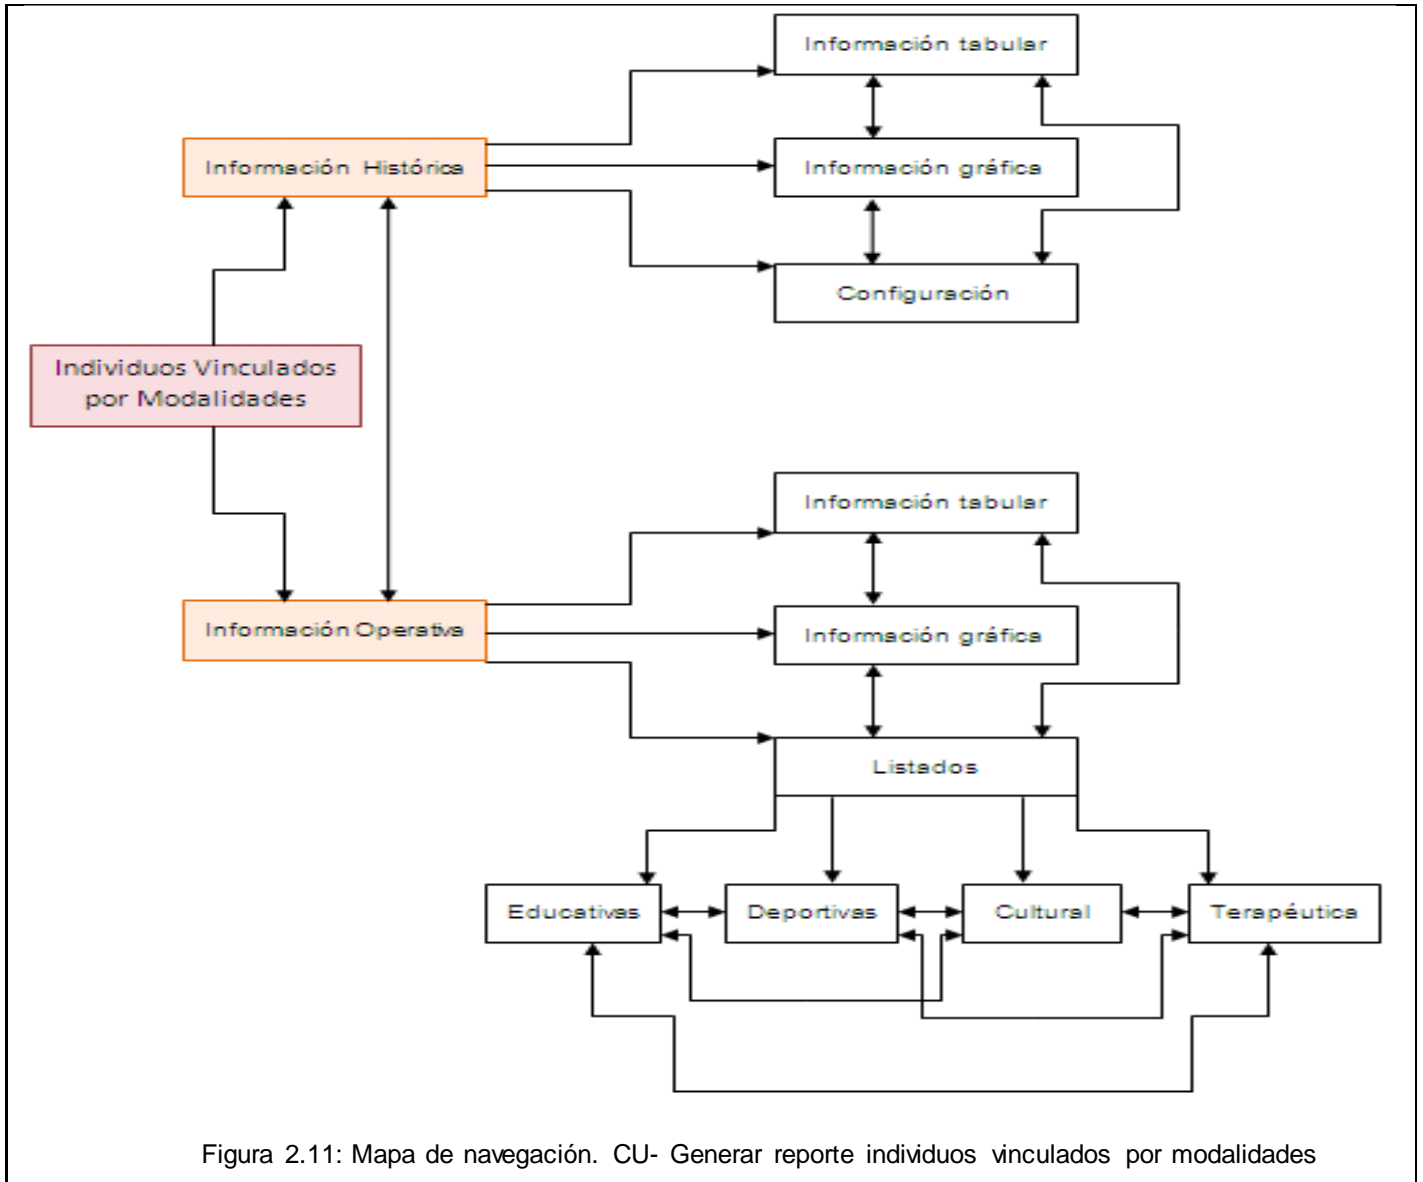 Información tabular
Información Histórica
Información gráfica
Configuración
Individuos Vinculados
por Modalidades
Información tabular
Información Operativa
Información gráfica
Listados
Educativas
Deportivas
Cultural
Terapéutica
Figura 2.11: Mapa de navegación. CU- Generar reporte individuos vinculados por modalidades